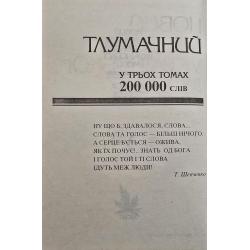 ТЛУМАЧНИЙ
У ТРЬОХ ТОМАХ
200 000 СЛІВ
НУ ЩО Б, ЗДАВАЛОСЯ, СЛОВА...
СЛОВА ТА ГОЛОС — БІЛЬШ НІЧОГО.
А СЕРЦЕ Б'ЄТЬСЯ — ОЖИВА,
ЯК ЇХ ПОЧУЄ!.. ЗНАТЬ, ОД БОГА
І ГОЛОС ТОЙ, І ТІ СЛОВА
ІДУТЬ МЕЖ ЛЮДИ!
Т. Шевченко